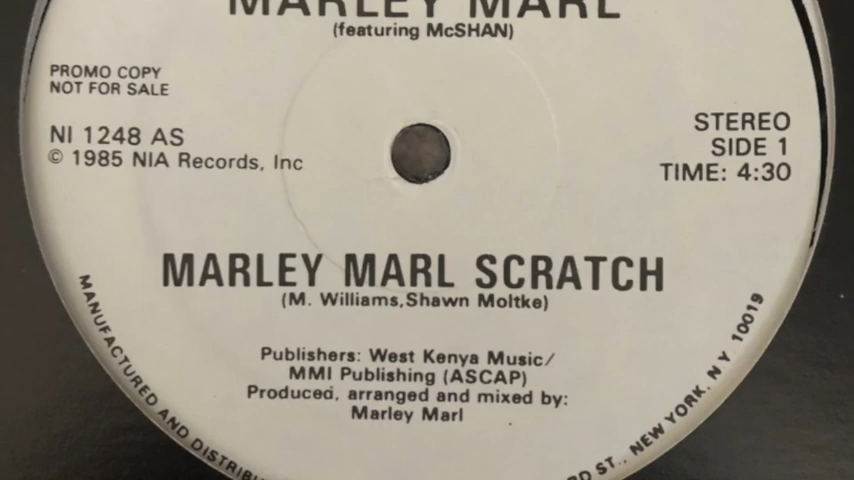 MARLEY MARL
(featuring McSHAN)
PROMO COPY
NOT FOR SALE
NI 1248 AS
© 1985 NIA Records, Inc
STEREO
SIDE 1
TIME: 4:30
MARLEY MARL SCRATCH
(M. Williams,Shawn Moltke)
Publishers: West Kenya Music/
MMI Publishing (ASCAP)
Produced, arranged and mixed by:
Marley Marl
MANUFACTURED AND ST., NEW YORK, N.Y. 10019